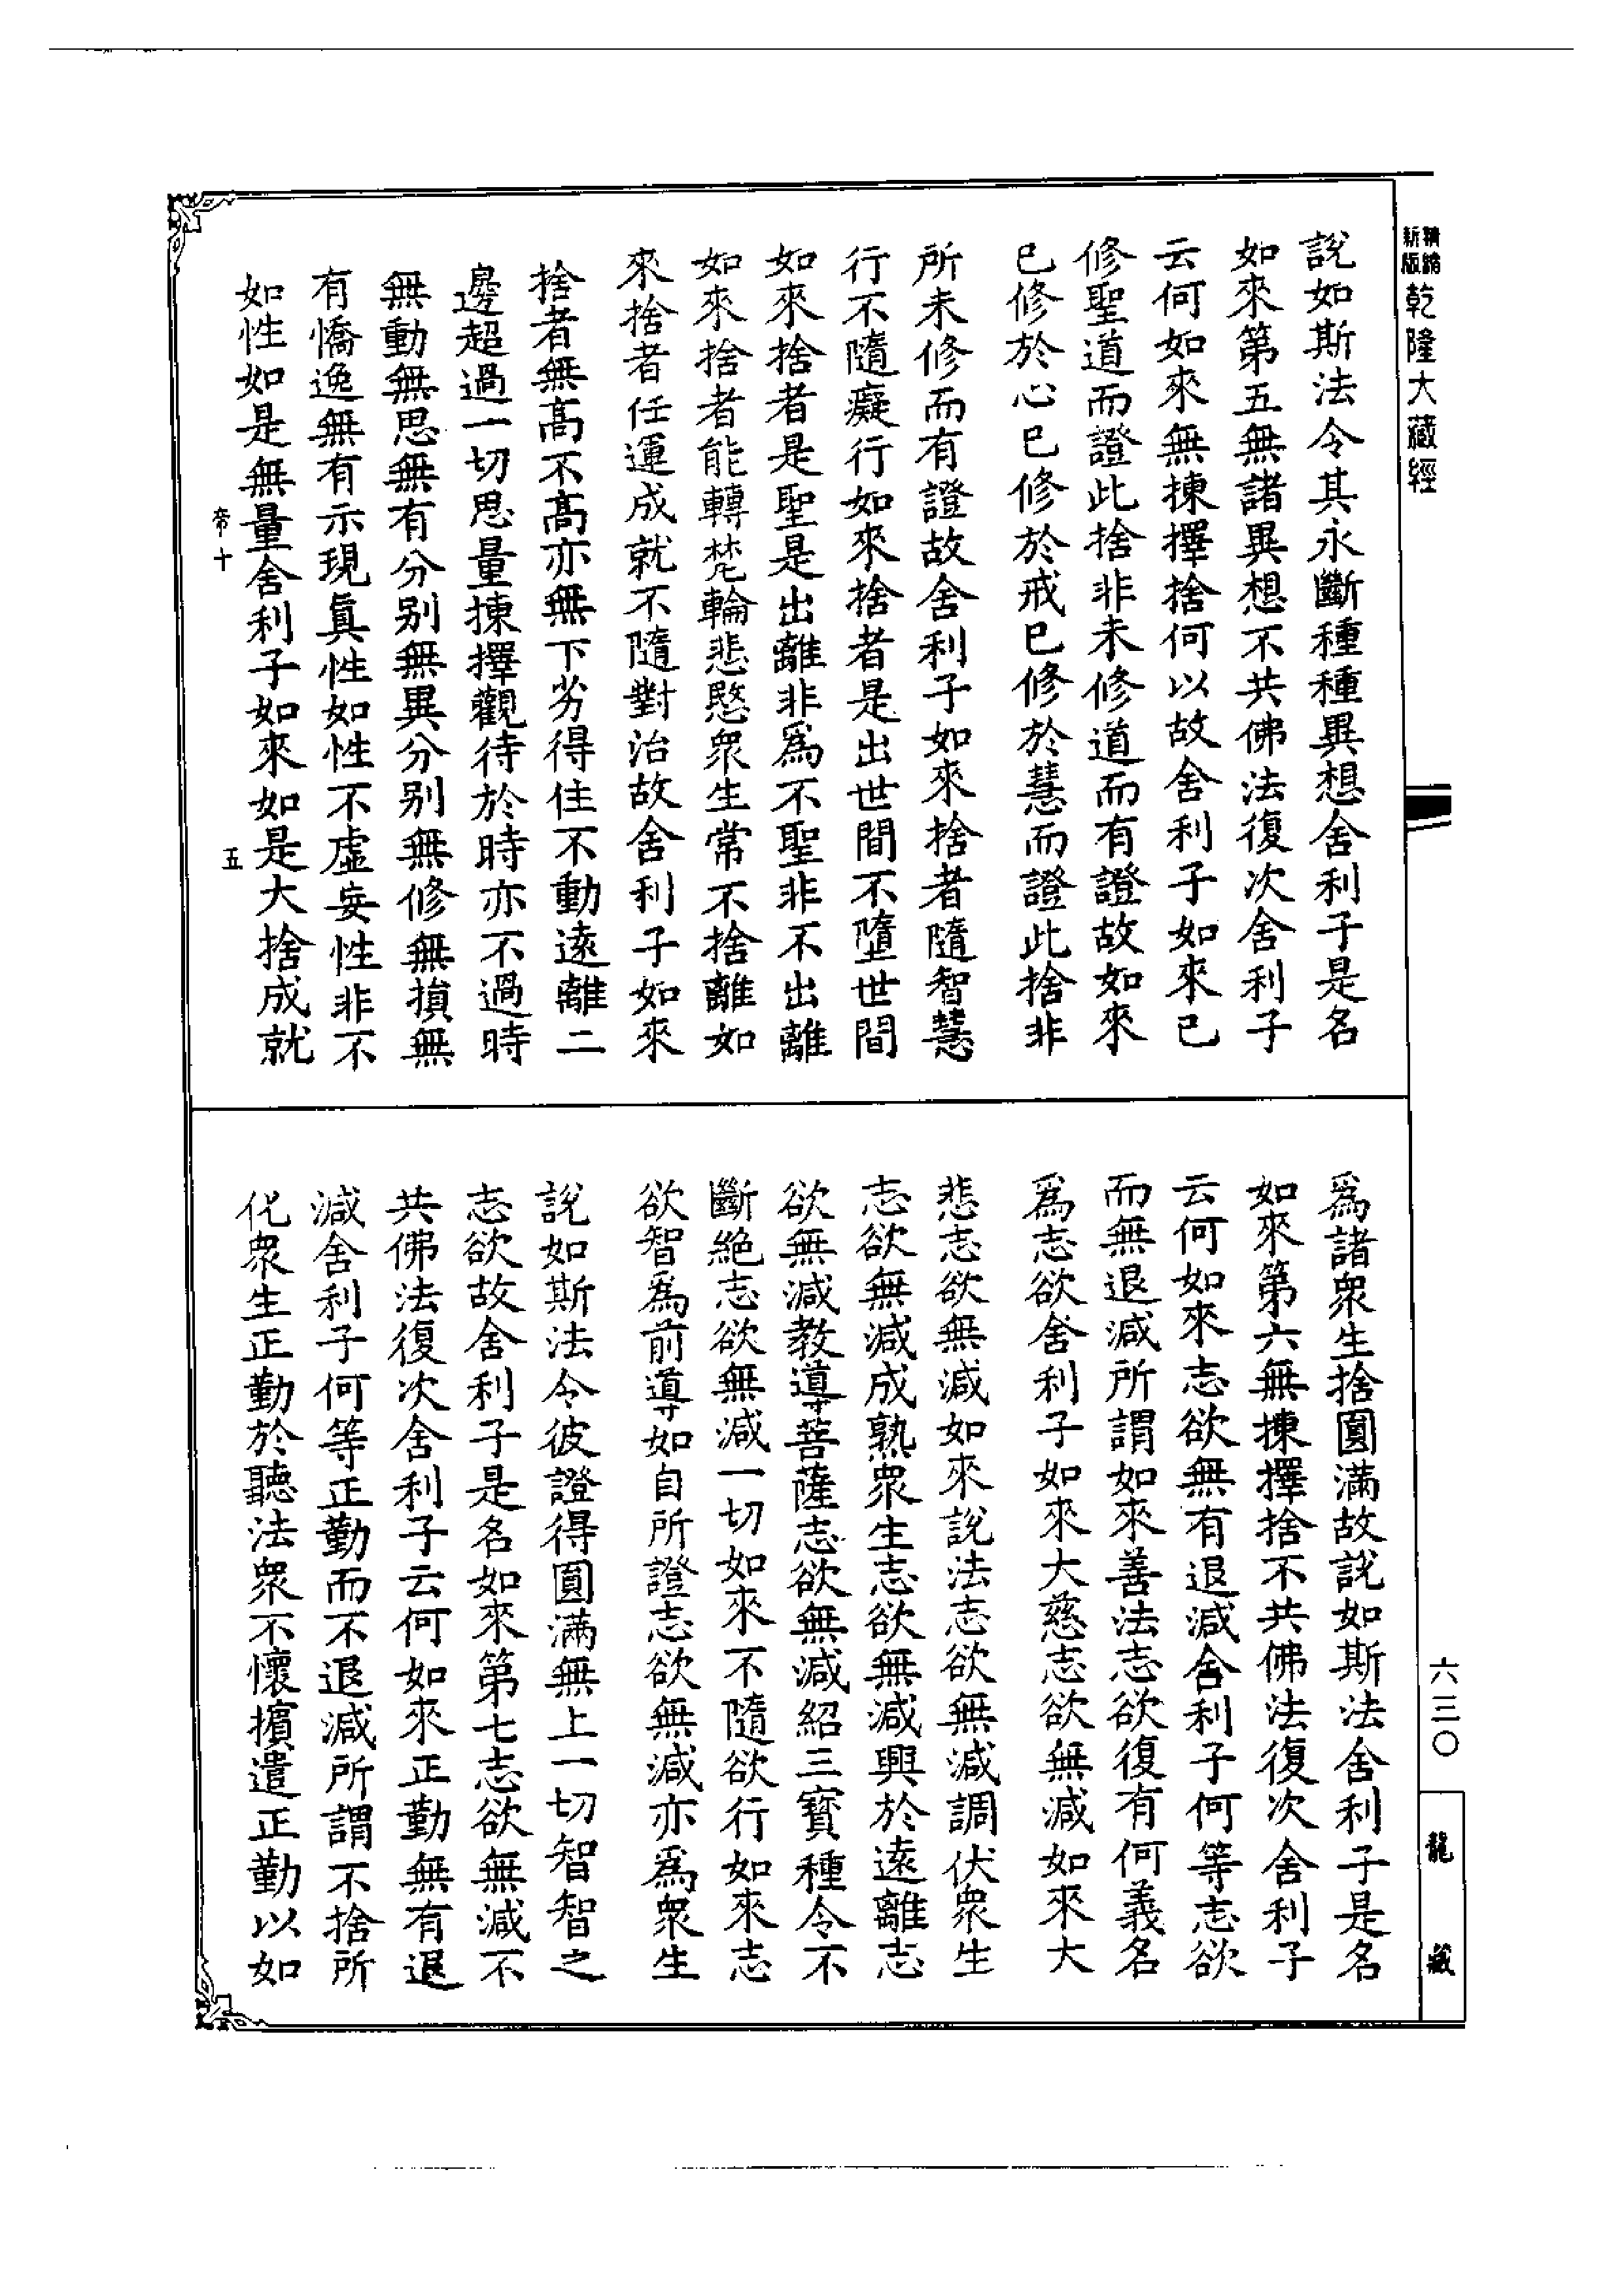 精縮
新版
乾隆大藏經
說如斯法令其永斷種種異想舍利子是名
如來第五無諸異想不共佛法復次舍利子
云何如來無揀擇捨何以故舍利子如來已
修聖道而證此捨非未修道而有證故如來
已修於心已修於戒已修於慧而證此捨非
所未修而有證故舍利子如來捨者隨智慧
行不隨癡行如來捨者是出世間不墮世間
如來捨者是聖是出離非爲不聖非不出離
如來捨者能轉梵輪悲愍衆生常不捨離如
來捨者任運成就不隨對治故舍利子如來
捨者無高不高亦無下劣得住不動遠離二
邊超過一切思量揀擇觀待於時亦不過時
無動無思無有分別無異分別無修無損無
有憍逸無有示現真性如性不虛妄性非不
如性如是無量舍利子如來如是大捨成就
帝十
五
爲諸衆生捨圓滿故說如斯法舍利子是名
如來第六無揀擇捨不共佛法復次舍利子
云何如來志欲無有退減舍利子何等志欲
而無退減所謂如來善法志欲復有何義名
爲志欲舍利子如來大慈志欲無減如來大
悲志欲無減如來說法志欲無減調伏衆生
志欲無減成熟衆生志欲無減興於遠離志
欲無減教導菩薩志欲無減紹三寶種令不
斷絕志欲無減一切如來不隨欲行如來志
欲智爲前導如自所證志欲無減亦爲衆生
說如斯法令彼證得圓滿無上一切智智之
志欲故舍利子是名如來第七志欲無減不
共佛法復次舍利子云何如來正勤無有退
減舍利子何等正勤而不退減所謂不捨所
化衆生正勤於聽法衆不懷擯遣正勤以如
六三〇
龍藏